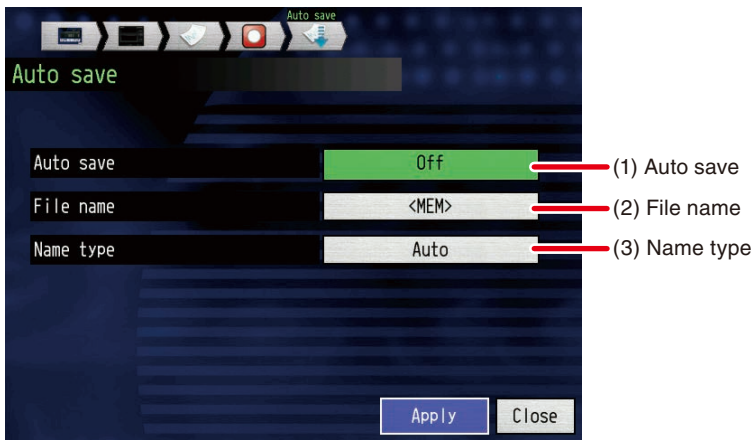 Auto save
Auto save
Auto save Off (1) Auto save
File name <MEM> (2) File name
Name type Auto (3) Name type
Apply Close